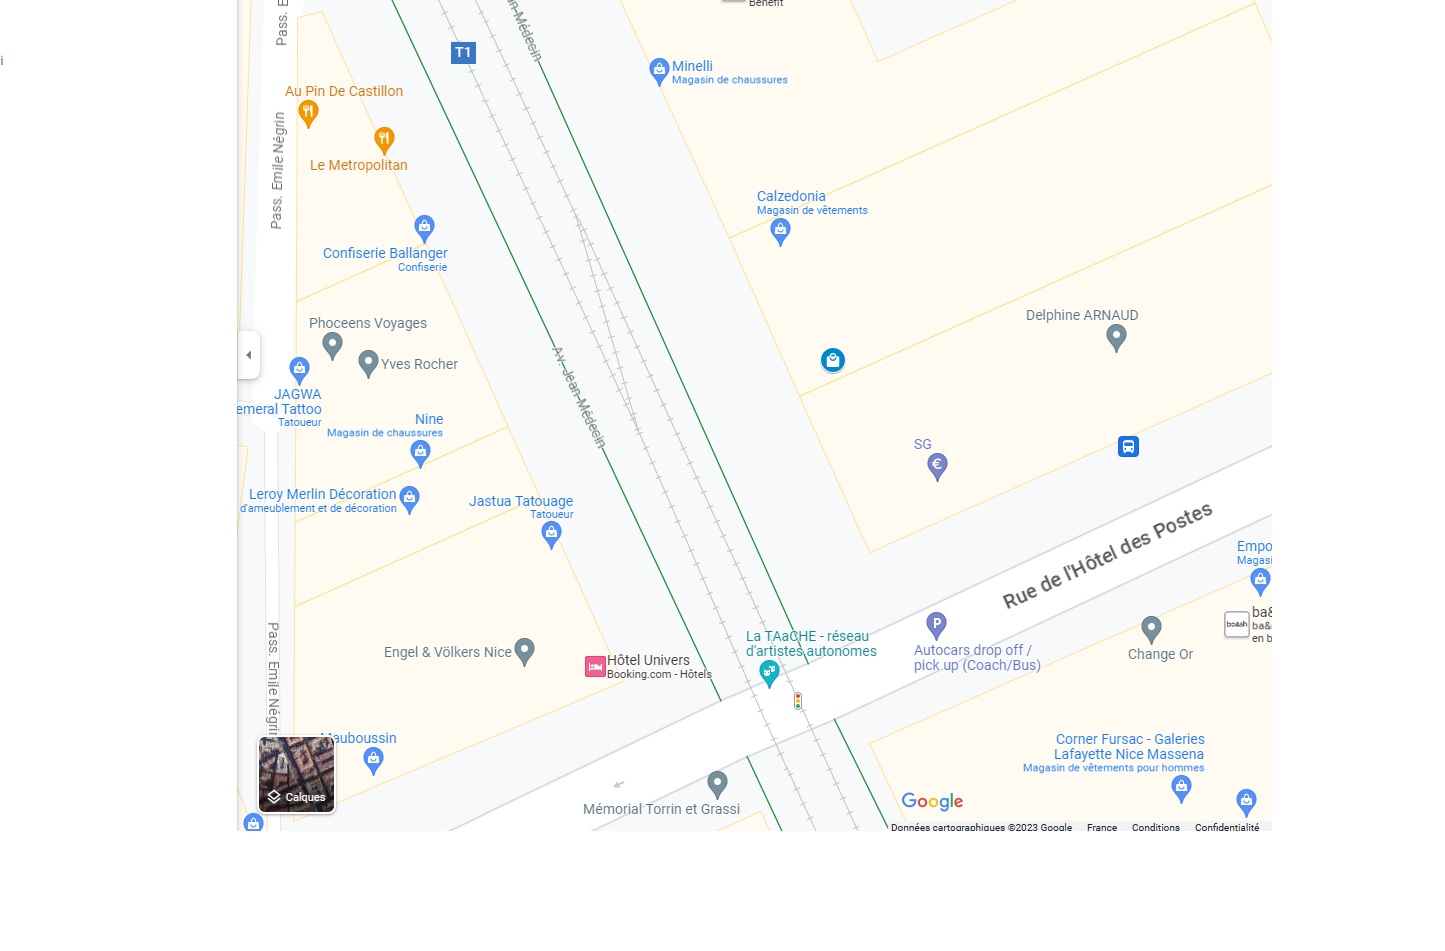 Benefit
Pass. E
Médecin
T1
Minelli
Magasin de chaussures
Au Pin De Castillon
Pass. Emile Négrin
Le Metropolitan
Calzedonia
Magasin de vêtements
Confiserie Ballanger
Confiserie
Phoceens Voyages
Delphine ARNAUD
Yves Rocher
Av. Jean-Médecin
JAGWA
emeral Tattoo
Tatoueur
Nine
Magasin de chaussures
SG
€
Leroy Merlin Décoration
d'ameublement et de décoration
Jastua Tatouage
Tatoueur
Rue de l'Hôtel des Postes
Empo
Magasi
ba&sh
ba&
ba&
en b
P
Autocars drop off /
pick up (Coach/Bus)
Change Or
La TAaCHE - réseau
d'artistes autonomes
Engel & Völkers Nice
Hôtel Univers
Booking.com - Hôtels
Pass. Emile Négrin
Mauboussin
Corner Fursac - Galeries
Lafayette Nice Massena
Magasin de vêtements pour hommes
Calques
Mémorial Torrin et Grassi
Google
Données cartographiques ©2023 Google France Conditions Confidentialité